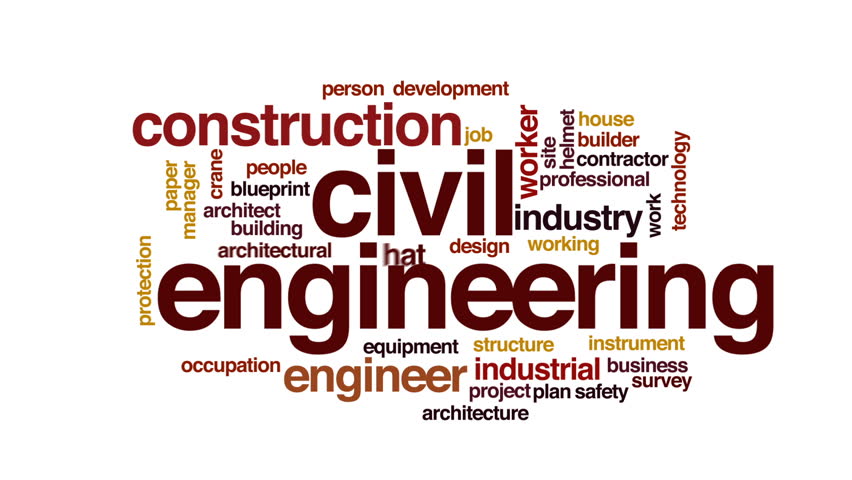 person development
construction
job
worker
site
helmet
house
builder
contractor
professional
technology
paper
manager
crane
people
blueprint
civil
architect
building
industry
work
architectural
hat
design
working
protection
engineering
equipment
structure
instrument
occupation
engineer
industrial
business
survey
project
plan safety
architecture